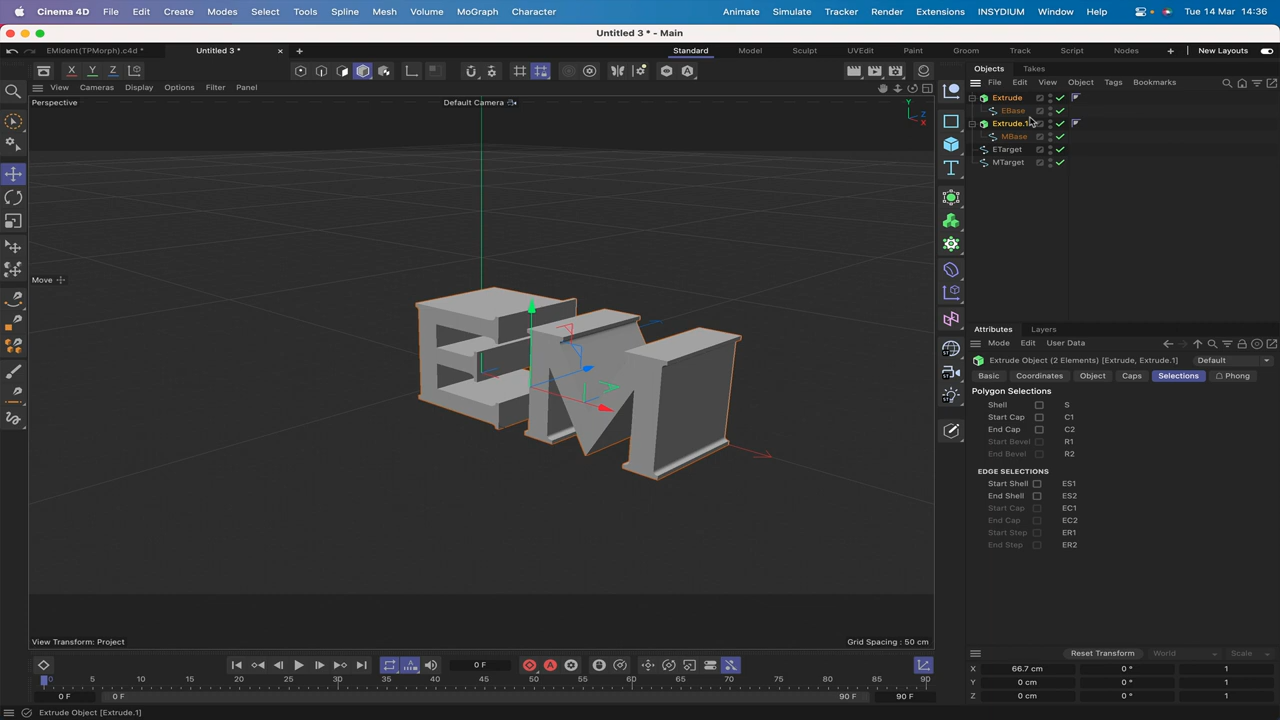 Cinema 4D File Edit Create Modes Select Tools Spline Mesh Volume MoGraph Character Animate Simulate Tracker Render Extensions INSYDIUM Window Help Tue 14 Mar 14:36
Untitled 3 * - Main
EMIdent(TPMorph).c4d * Untitled 3 * Standard Model Sculpt UVEdit Paint Groom Track Script Nodes New Layouts
X Y Z
Objects Takes
View Cameras Display Options Filter Panel
File Edit View Object Tags Bookmarks
Perspective Default Camera
Y
Z
X
Extrude
EBase
Extrude.1
MBase
ETarget
MTarget
Move
Attributes Layers
Mode Edit User Data
Extrude Object (2 Elements) [Extrude, Extrude.1] Default
Basic Coordinates Object Caps Selections Phong
Polygon Selections
Shell S
Start Cap C1
End Cap C2
Start Bevel R1
End Bevel R2
EDGE SELECTIONS
Start Shell ES1
End Shell ES2
Start Cap EC1
End Cap EC2
Start Step ER1
End Step ER2
View Transform: Project Grid Spacing : 50 cm
Reset Transform World Scale
0 F
X 66.7 cm 0 ° 1
Y 0 cm 0 ° 1
Z 0 cm 0 ° 1
0 5 10 15 20 25 30 35 40 45 50 55 60 65 70 75 80 85 90
0 F 0 F 90 F 90 F
Extrude Object [Extrude.1]